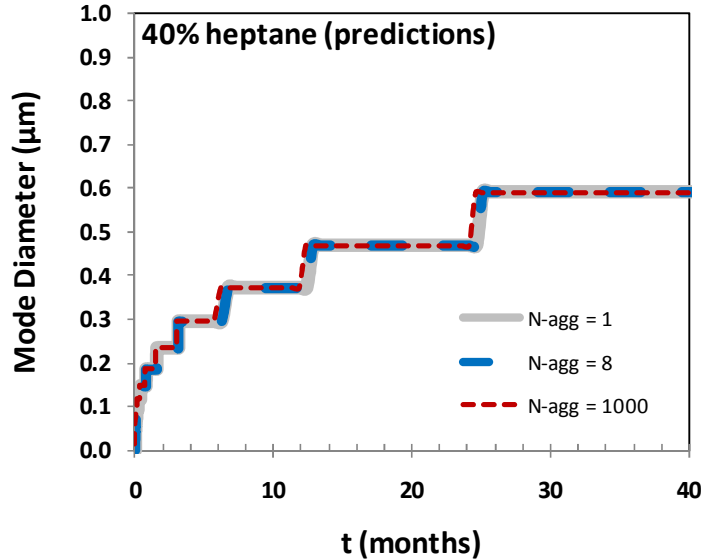 40% heptane (predictions)
Mode Diameter (µm)
1.0
0.9
0.8
0.7
0.6
0.5
0.4
0.3
0.2
0.1
0.0
N-agg = 1
N-agg = 8
N-agg = 1000
0 10 20 30 40
t (months)